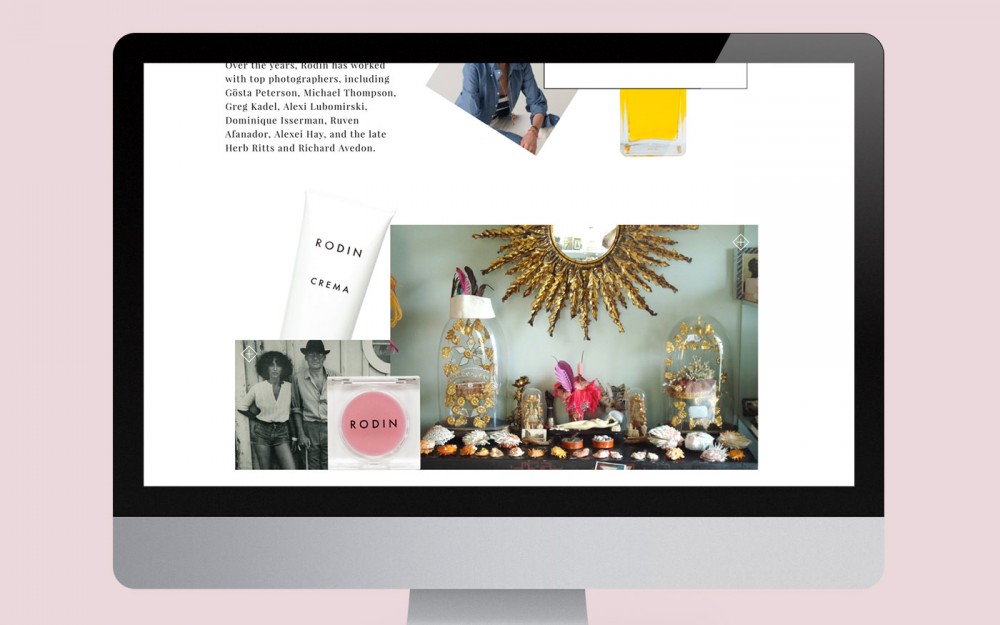 Over the years, Rodin has worked
with top photographers, including
Gösta Peterson, Michael Thompson,
Greg Kadel, Alexi Lubomirski,
Dominique Isserman, Ruven
Afanador, Alexei Hay, and the late
Herb Ritts and Richard Avedon.
RODIN
CREMA
RODIN